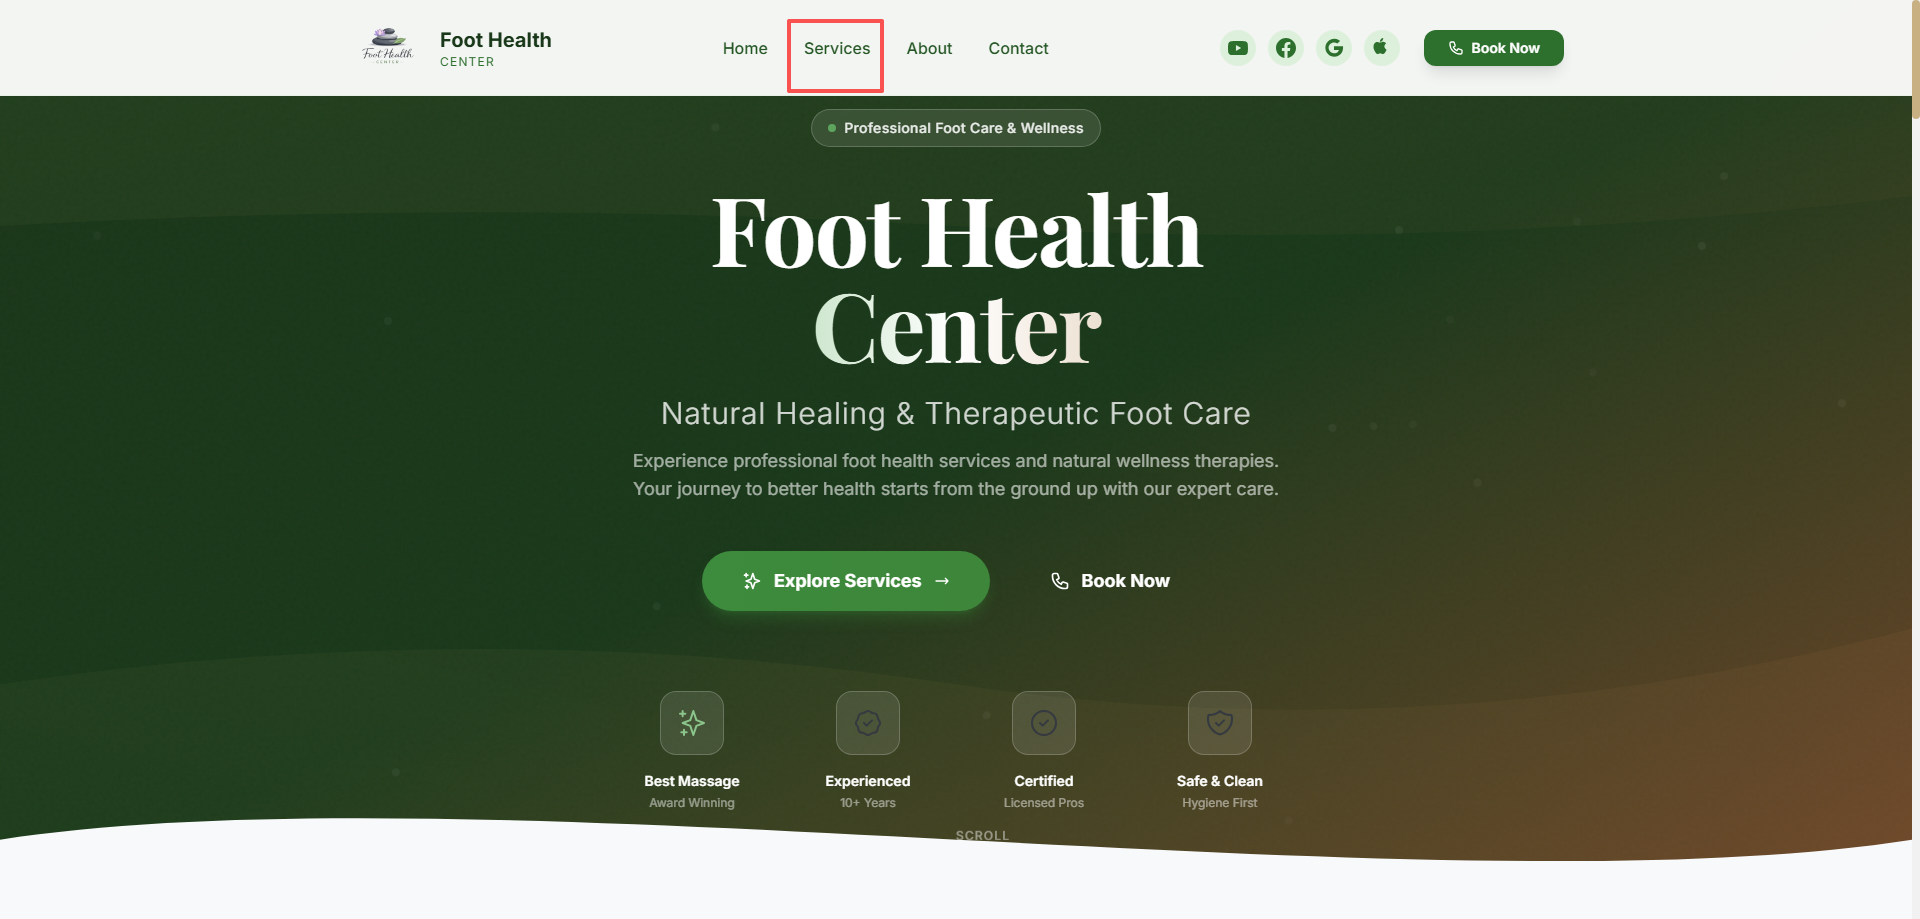 Foot Health
CENTER
Foot Health
CENTER
Home
Services
About
Contact
Book Now
Professional Foot Care & Wellness
Foot Health
Center
Natural Healing & Therapeutic Foot Care
Experience professional foot health services and natural wellness therapies.
Your journey to better health starts from the ground up with our expert care.
Explore Services →
Book Now
Best Massage
Award Winning
Experienced
10+ Years
Certified
Licensed Pros
Safe & Clean
Hygiene First
SCROLL